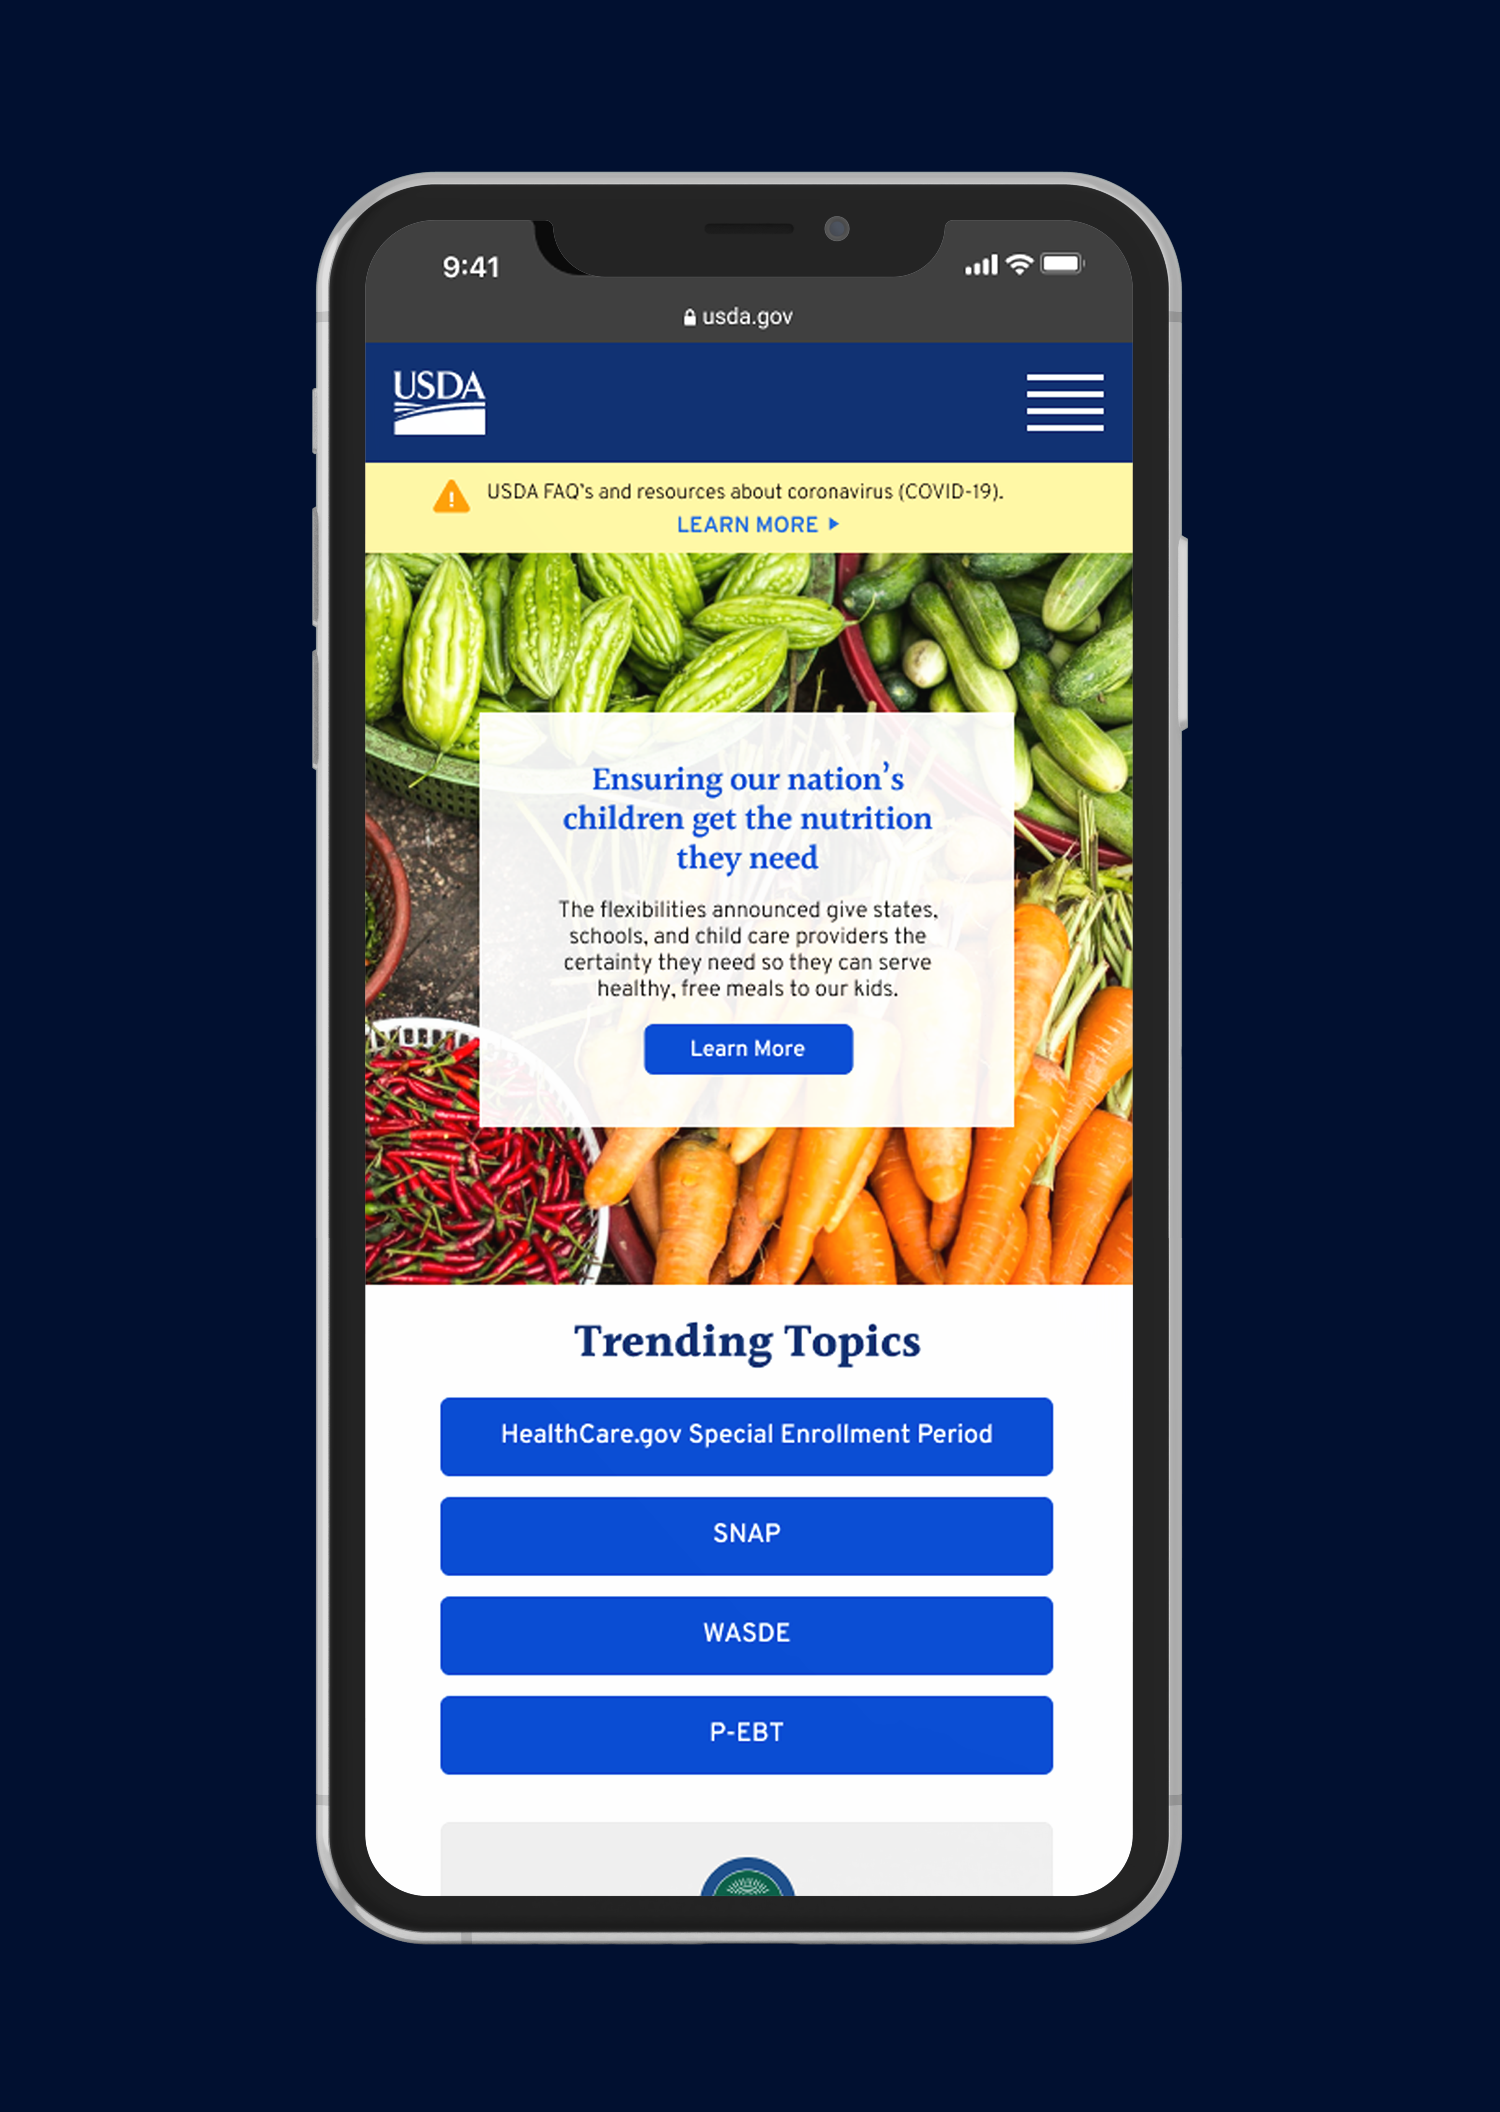 9:41
usda.gov
USDA
USDA FAQ's and resources about coronavirus (COVID-19).
LEARN MORE
Ensuring our nation's
children get the nutrition
they need
The flexibilities announced give states,
schools, and child care providers the
certainty they need so they can serve
healthy, free meals to our kids.
Learn More
Trending Topics
HealthCare.gov Special Enrollment Period
SNAP
WASDE
P-EBT